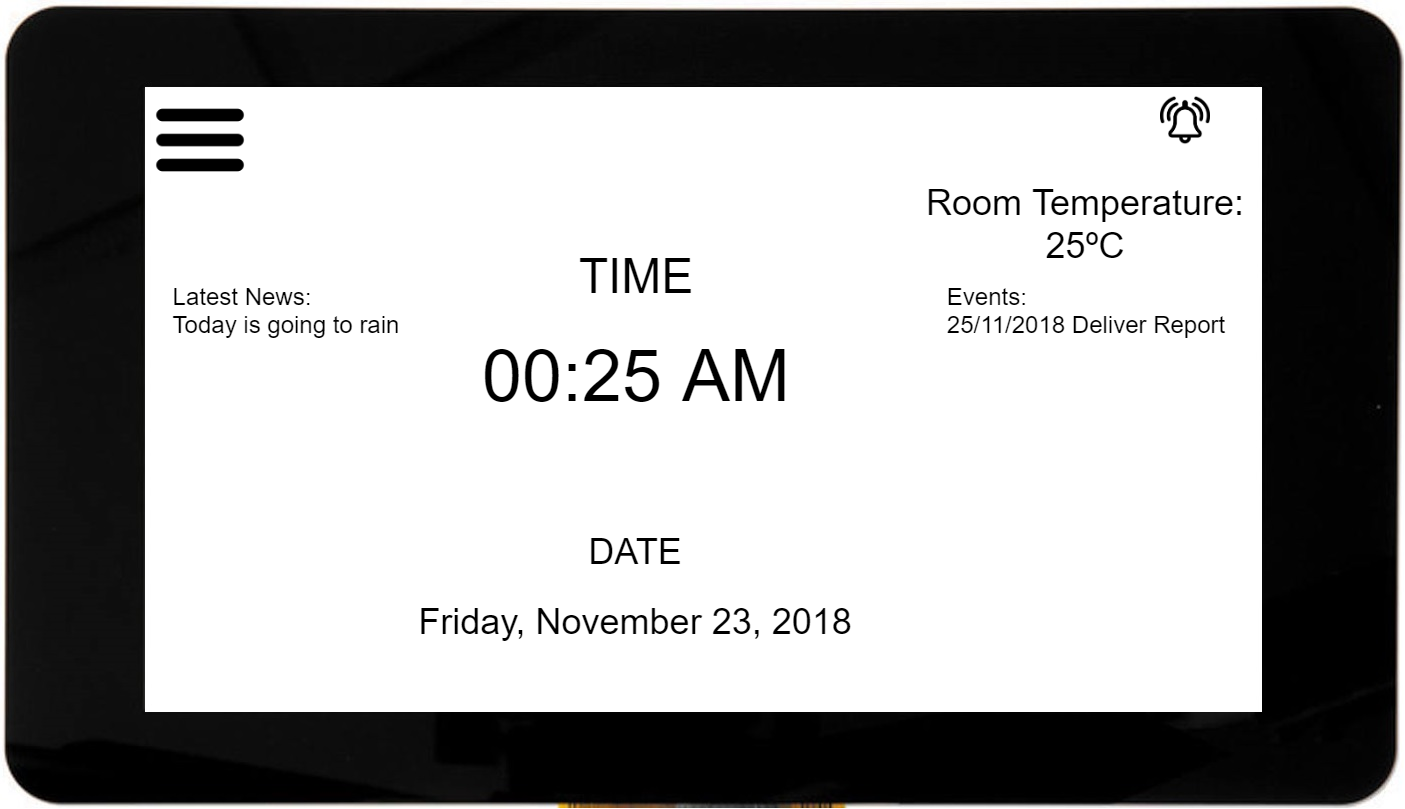 Room Temperature:
25ºC
TIME
Latest News:
Today is going to rain
Events:
25/11/2018 Deliver Report
00:25 AM
DATE
Friday, November 23, 2018